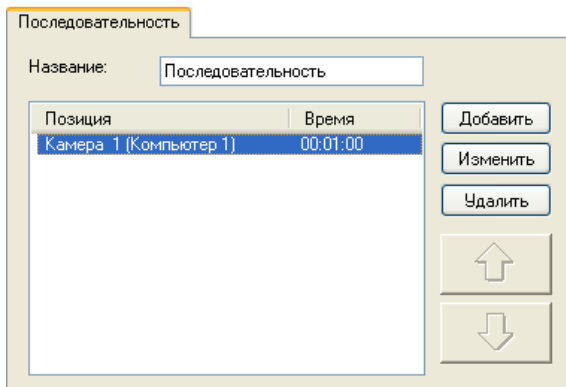 Последовательность
Название: Последовательность
Позиция Время
Камера 1 (Компьютер 1) 00:01:00
Добавить
Изменить
Удалить